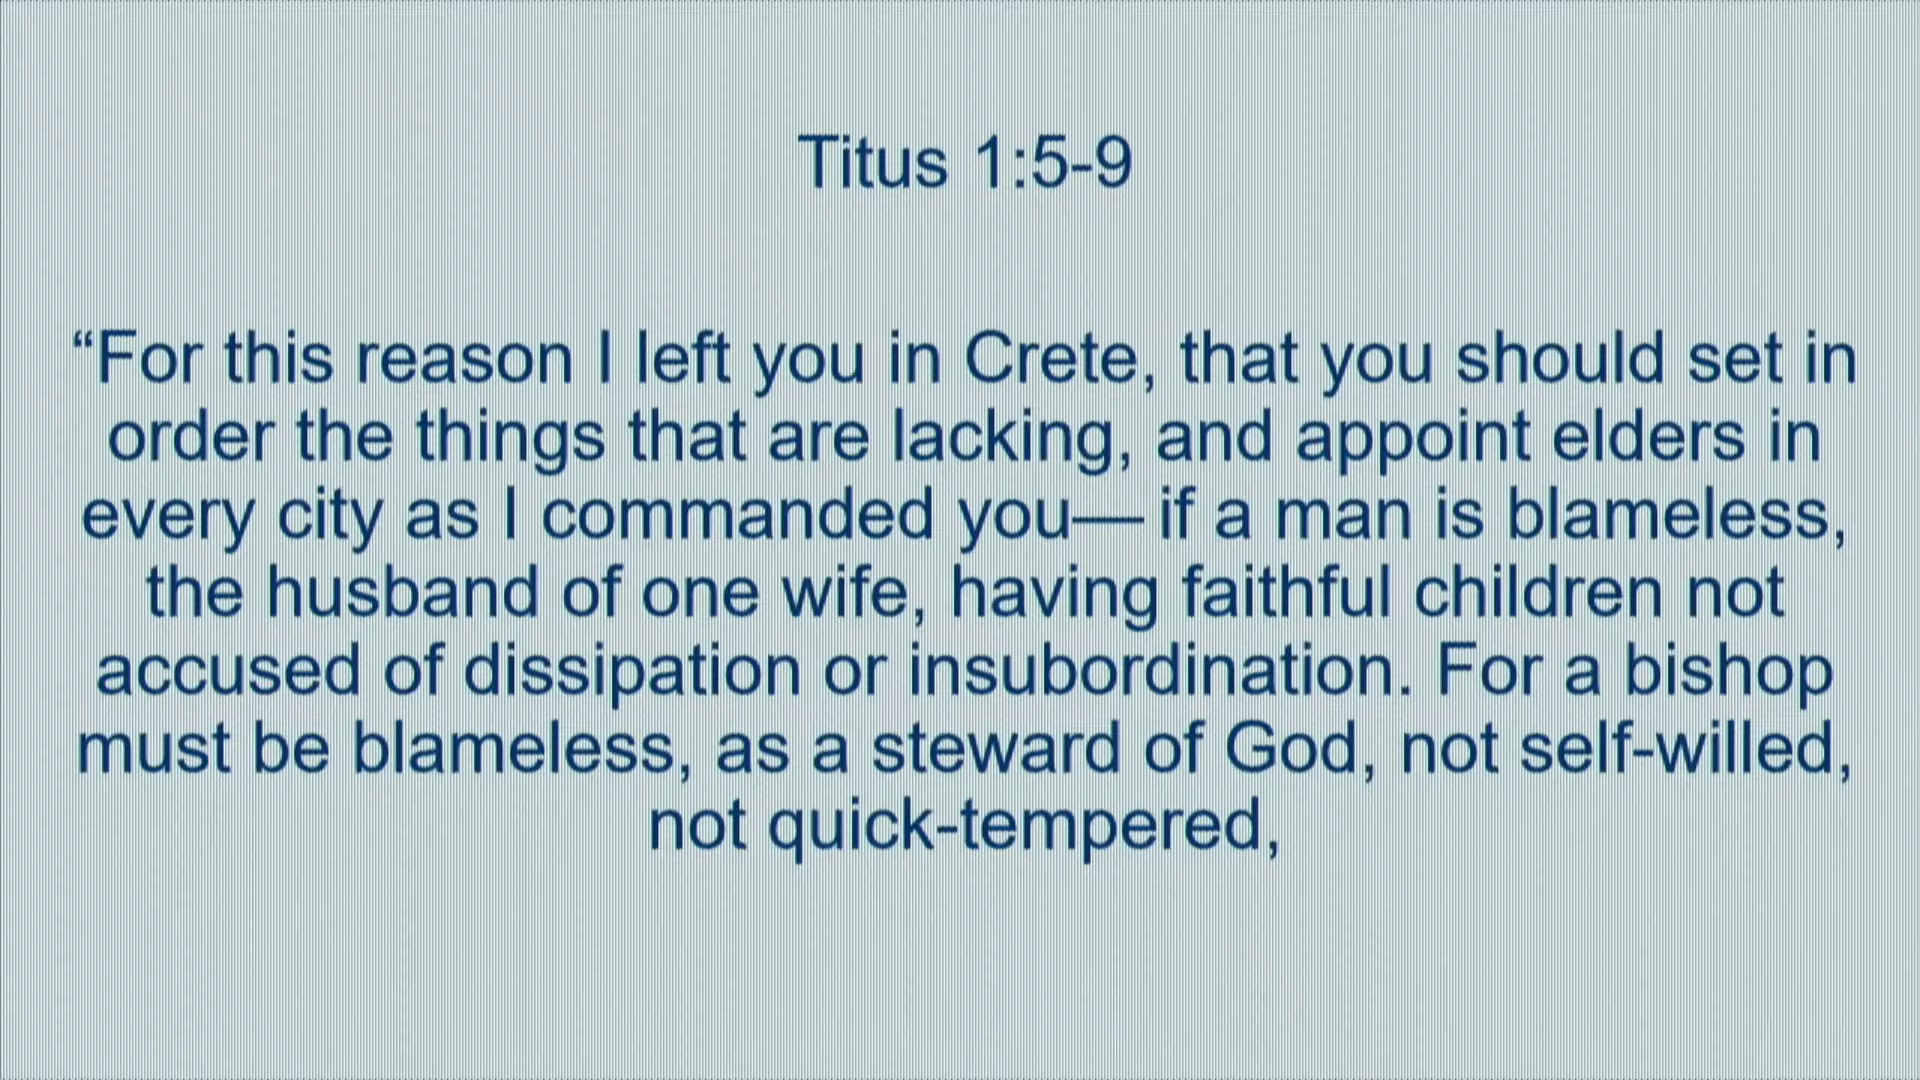 Titus 1:5-9
“For this reason I left you in Crete, that you should set in
order the things that are lacking, and appoint elders in
every city as I commanded you— if a man is blameless,
the husband of one wife, having faithful children not
accused of dissipation or insubordination. For a bishop
must be blameless, as a steward of God, not self-willed,
not quick-tempered,